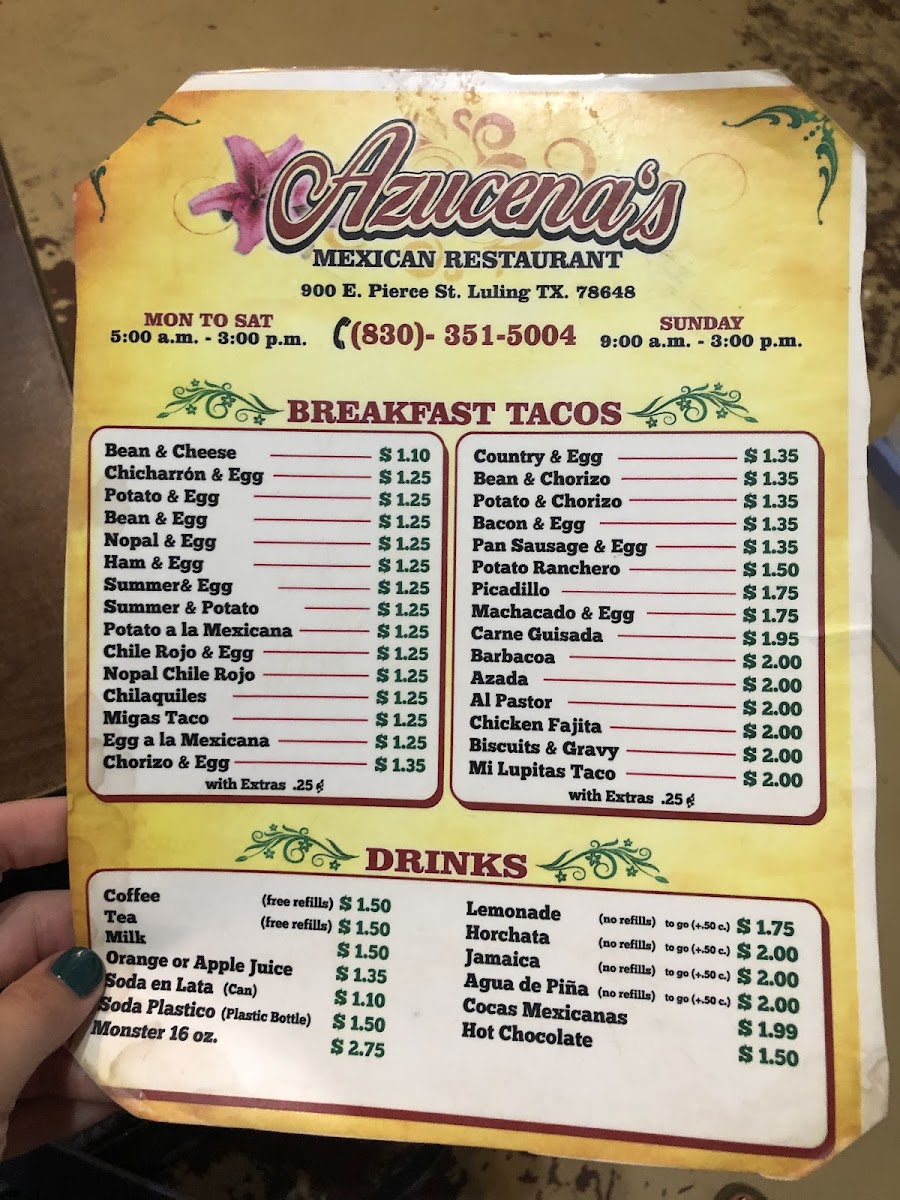 Azucena's
MEXICAN RESTAURANT
900 E. Pierce St. Luling TX. 78648
MON TO SAT
5:00 a.m. - 3:00 p.m.
(830)- 351-5004
SUNDAY
9:00 a.m. - 3:00 p.m.
BREAKFAST TACOS
Bean & Cheese $ 1.10
Chicharrón & Egg $ 1.25
Potato & Egg $ 1.25
Bean & Egg $ 1.25
Nopal & Egg $ 1.25
Ham & Egg $ 1.25
Summer& Egg $ 1.25
Summer & Potato $ 1.25
Potato a la Mexicana $ 1.25
Chile Rojo & Egg $ 1.25
Nopal Chile Rojo $ 1.25
Chilaquiles $ 1.25
Migas Taco $ 1.25
Egg a la Mexicana $ 1.25
Chorizo & Egg $ 1.35
with Extras .25 ¢
Country & Egg $ 1.35
Bean & Chorizo $ 1.35
Potato & Chorizo $ 1.35
Bacon & Egg $ 1.35
Pan Sausage & Egg $ 1.35
Potato Ranchero $ 1.50
Picadillo $ 1.75
Machacado & Egg $ 1.75
Carne Guisada $ 1.95
Barbacoa $ 2.00
Azada $ 2.00
Al Pastor $ 2.00
Chicken Fajita $ 2.00
Biscuits & Gravy $ 2.00
Mi Lupitas Taco $ 2.00
with Extras .25 ¢
DRINKS
Coffee (free refills) $ 1.50
Tea (free refills) $ 1.50
Milk $ 1.50
Orange or Apple Juice $ 1.35
Soda en Lata (Can) $ 1.10
Soda Plastico (Plastic Bottle) $ 1.50
Monster 16 oz. $ 2.75
Lemonade (no refills) to go (+.50 c.) $ 1.75
Horchata (no refills) to go (+.50 c.) $ 2.00
Jamaica (no refills) to go (+.50 c.) $ 2.00
Agua de Piña (no refills) to go (+.50 c.) $ 2.00
Cocas Mexicanas $ 1.99
Hot Chocolate $ 1.50